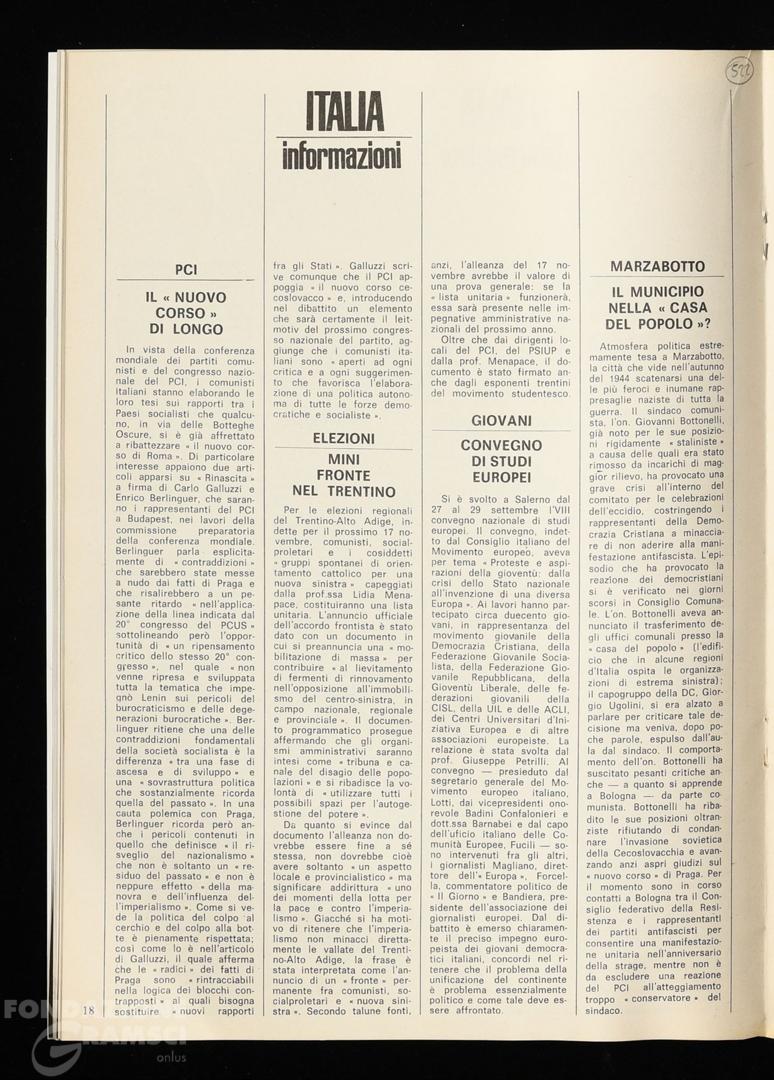 522
ITALIA
informazioni
PCI
IL « NUOVO
CORSO »
DI LONGO
In vista della conferenza
mondiale dei partiti comu-
nisti e del congresso nazio-
nale del PCI, i comunisti
italiani stanno elaborando le
loro tesi sui rapporti tra i
Paesi socialisti che qualcu-
no, in via delle Botteghe
Oscure, si è già affrettato
a ribattezzare « il nuovo cor-
so di Roma ». Di particolare
interesse appaiono due arti-
coli apparsi su « Rinascita »
a firma di Carlo Galluzzi e
Enrico Berlinguer, che saran-
no i rappresentanti del PCI
a Budapest, nei lavori della
commissione preparatoria
della conferenza mondiale.
Berlinguer parla esplicita-
mente di « contraddizioni »
che sarebbero state messe
a nudo dai fatti di Praga e
che risalirebbero a un pe-
sante ritardo « nell'applica-
zione della linea indicata dal
20° congresso del PCUS »
sottolineando però l'oppor-
tunità di « un ripensamento
critico dello stesso 20° con-
gresso », nel quale « non
venne ripresa e sviluppata
tutta la tematica che impe-
gnò Lenin sui pericoli del
burocraticismo e delle dege-
nerazioni burocratiche ». Ber-
linguer ritiene che una delle
contraddizioni fondamentali
della società socialista è la
differenza « tra una fase di
ascesa e di sviluppo » e
una « sovrastruttura politica
che sostanzialmente ricorda
quella del passato ». In una
cauta polemica con Praga,
Berlinguer ricorda però an-
che i pericoli contenuti in
quello che definisce « il ri-
sveglio del nazionalismo »
che non è soltanto un « re-
siduo del passato » e non è
neppure effetto « della ma-
novra e dell'influenza del-
l'imperialismo ». Come si ve-
de la politica del colpo al
cerchio e del colpo alla bot-
te è pienamente rispettata;
così come lo è nell'articolo
di Galluzzi, il quale afferma
che le « radici » dei fatti di
Praga sono « rintracciabili
nella logica dei blocchi con-
trapposti » ai quali bisogna
sostituire « nuovi rapporti
fra gli Stati ». Galluzzi scri-
ve comunque che il PCI ap-
poggia « il nuovo corso ce-
coslovacco » e, introducendo
nel dibattito un elemento
che sarà certamente il leit-
motiv del prossimo congres-
so nazionale del partito, ag-
giunge che i comunisti ita-
liani sono « aperti ad ogni
critica e a ogni suggerimen-
to che favorisca l'elabora-
zione di una politica autono-
ma di tutte le forze demo-
cratiche e socialiste ».
ELEZIONI
MINI
FRONTE
NEL TRENTINO
Per le elezioni regionali
del Trentino-Alto Adige, in-
dette per il prossimo 17 no-
vembre, comunisti, social-
proletari e i cosiddetti
« gruppi spontanei di orien-
tamento cattolico per una
nuova sinistra » capeggiati
dalla prof.ssa Lidia Mena-
pace, costituiranno una lista
unitaria. L'annuncio ufficiale
dell'accordo frontista è stato
dato con un documento in
cui si preannuncia una « mo-
bilitazione di massa » per
contribuire « al lievitamento
di fermenti di rinnovamento
nell'opposizione all'immobili-
smo del centro-sinistra, in
campo nazionale, regionale
e provinciale ». Il documen-
to programmatico prosegue
affermando che gli organi-
smi amministrativi saranno
intesi come « tribuna e ca-
nale del disagio delle popo-
lazioni » e si ribadisce la vo-
lontà di « utilizzare tutti i
possibili spazi per l'autoge-
stione del potere ».
Da quanto si evince dal
documento l'alleanza non do-
vrebbe essere fine a sé
stessa, non dovrebbe cioè
avere soltanto « un aspetto
locale e provincialistico » ma
significare addirittura « uno
dei momenti della lotta per
la pace e contro l'imperia-
lismo ». Giacché si ha moti-
vo di ritenere che l'imperia-
lismo non minacci diretta-
mente le vallate del Trenti-
no-Alto Adige, la frase è
stata interpretata come l'an-
nuncio di un « fronte » per-
manente fra comunisti, so-
cialproletari e « nuova sini-
stra ». Secondo talune fonti,
anzi, l'alleanza del 17 no-
vembre avrebbe il valore di
una prova generale: se la
« lista unitaria » funzionerà,
essa sarà presente nelle im-
pegnative amministrative na-
zionali del prossimo anno.
Oltre che dai dirigenti lo-
cali del PCI, del PSIUP e
dalla prof. Menapace, il do-
cumento è stato firmato an-
che dagli esponenti trentini
del movimento studentesco.
GIOVANI
CONVEGNO
DI STUDI
EUROPEI
Si è svolto a Salerno dal
27 al 29 settembre l'VIII
convegno nazionale di studi
europei. Il convegno, indet-
to dal Consiglio italiano del
Movimento europeo, aveva
per tema « Proteste e aspi-
razioni della gioventù: dalla
crisi dello Stato nazionale
all'invenzione di una diversa
Europa ». Ai lavori hanno par-
tecipato circa duecento gio-
vani, in rappresentanza del
movimento giovanile della
Democrazia Cristiana, della
Federazione Giovanile Socia-
lista, della Federazione Gio-
vanile Repubblicana, della
Gioventù Liberale, delle fe-
derazioni giovanili della
CISL, della UIL e delle ACLI,
dei Centri Universitari d'Ini-
ziativa Europea e di altre
associazioni europeiste. La
relazione è stata svolta dal
prof. Giuseppe Petrilli. Al
convegno — presieduto dal
segretario generale del Mo-
vimento europeo italiano,
Lotti, dai vicepresidenti ono-
revole Badini Confalonieri e
dott.ssa Barnabei e dal capo
dell'uficio italiano delle Co-
munità Europee, Fucili — so-
no intervenuti fra gli altri,
i giornalisti Magliano, diret-
tore dell'« Europa », Forcel-
la, commentatore politico de
« Il Giorno » e Bandiera, pre-
sidente dell'associazione dei
giornalisti europei. Dal di-
battito è emerso chiaramen-
te il preciso impegno euro-
peista dei giovani democra-
tici italiani, concordi nel ri-
tenere che il problema della
unificazione del continente
è problema essenzialmente
politico e come tale deve es-
sere affrontato.
MARZABOTTO
IL MUNICIPIO
NELLA « CASA
DEL POPOLO »?
Atmosfera politica estre-
mamente tesa a Marzabotto,
la città che vide nell'autunno
del 1944 scatenarsi una del-
le più feroci e inumane rap-
presaglie naziste di tutta la
guerra. Il sindaco comuni-
sta, l'on. Giovanni Bottonelli,
già noto per le sue posizio-
ni rigidamente « staliniste »
a causa delle quali era stato
rimosso da incarichi di mag-
gior rilievo, ha provocato una
grave crisi all'interno del
comitato per le celebrazioni
dell'eccidio, costringendo i
rappresentanti della Demo-
crazia Cristiana a minaccia-
re di non aderire alla mani-
festazione antifascista. L'epi-
sodio che ha provocato la
reazione dei democristiani
si è verificato nei giorni
scorsi in Consiglio Comuna-
le. L'on. Bottonelli aveva an-
nunciato il trasferimento de-
gli uffici comunali presso la
« casa del popolo » (l'edifi-
cio che in alcune regioni
d'Italia ospita le organizza-
zioni di estrema sinistra);
il capogruppo della DC, Gior-
gio Ugolini, si era alzato a
parlare per criticare tale de-
cisione ma veniva, dopo po-
che parole, espulso dall'au-
la dal sindaco. Il comporta-
mento dell'on. Bottonelli ha
suscitato pesanti critiche an-
che — a quanto si apprende
a Bologna — da parte co-
munista. Bottonelli ha riba-
dito le sue posizioni oltran-
ziste rifiutando di condan-
nare l'invasione sovietica
della Cecoslovacchia e avan-
zando anzi aspri giudizi sul
« nuovo corso » di Praga. Per
il momento sono in corso
contatti a Bologna tra il Con-
siglio federativo della Resi-
stenza e i rappresentanti
dei partiti antifascisti per
consentire una manifestazio-
ne unitaria nell'anniversario
della strage, mentre non è
da escludere una reazione
del PCI all'atteggiamento
troppo « conservatore » del
sindaco.
18
FONDAZIONE
GRAMSCI
onlus